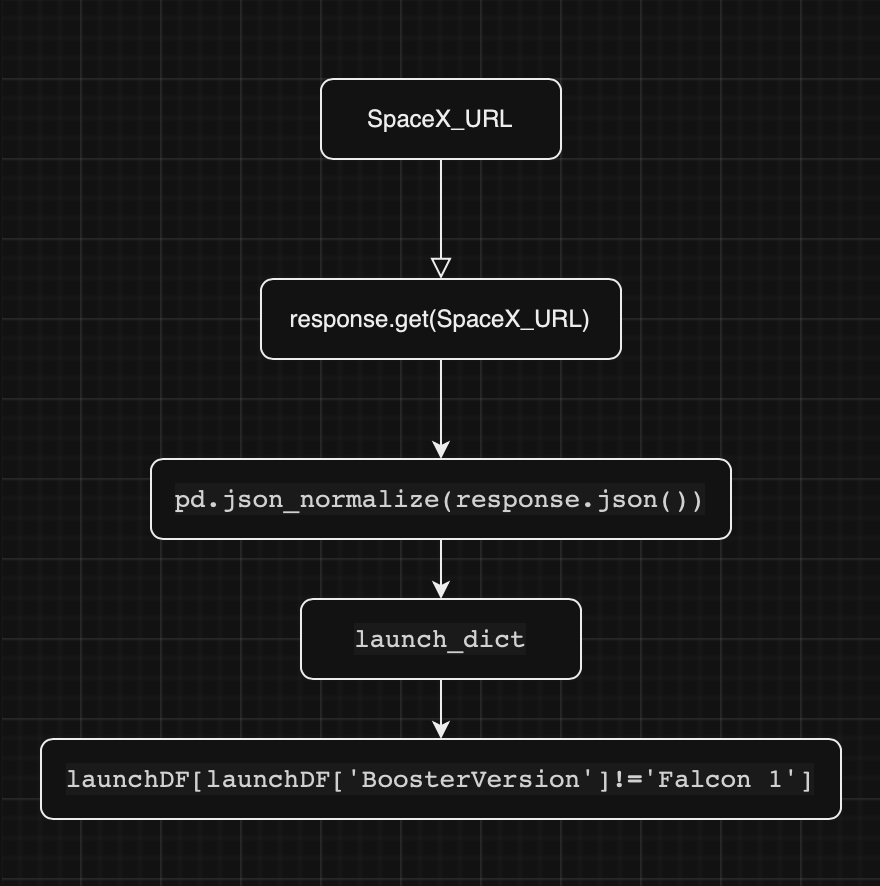 SpaceX_URL
response.get(SpaceX_URL)
pd.json_normalize(response.json())
launch_dict
launchDF[launchDF['BoosterVersion']!='Falcon 1']